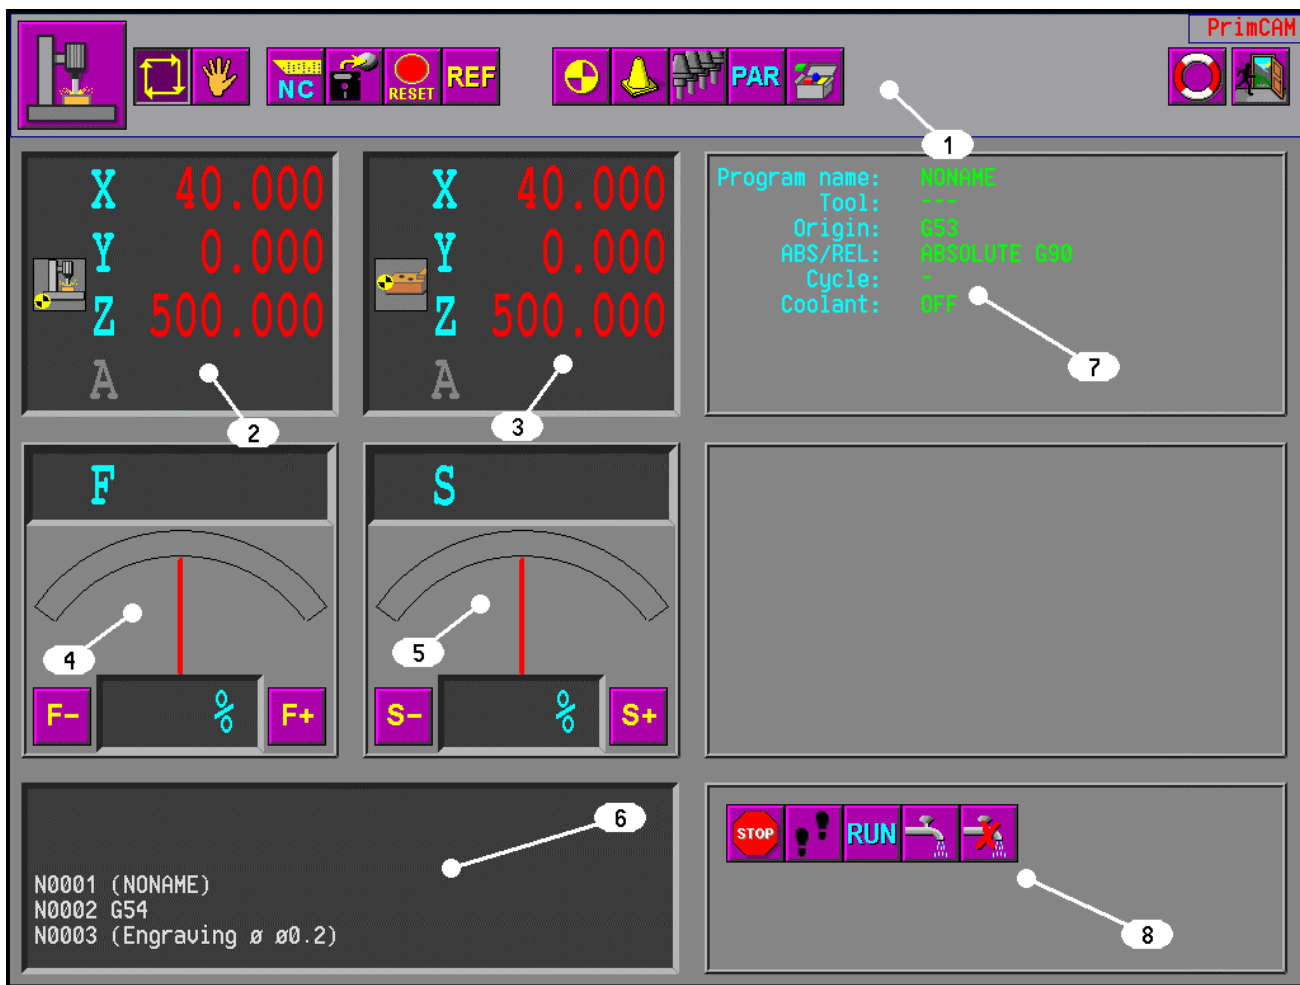 PrimCAM
NC
RESET
REF
PAR
1
X 40.000
Y 0.000
Z 500.000
A
2
X 40.000
Y 0.000
Z 500.000
A
3
Program name: NONAME
Tool: ---
Origin: G53
ABS/REL: ABSOLUTE G90
Cycle: -
Coolant: OFF
7
F
4
F-
%
F+
S
5
S-
%
S+
6
N0001 (NONAME)
N0002 G54
N0003 (Engraving ø ø0.2)
STOP
RUN
8